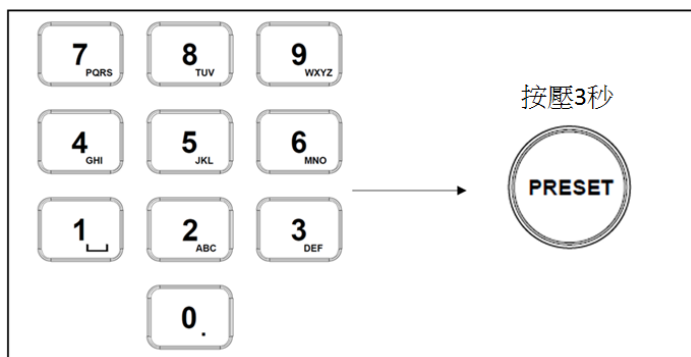 7 PQRS 8 TUV 9 WXYZ
按壓3秒
4 GHI 5 JKL 6 MNO
PRESET
1 ⎵ 2 ABC 3 DEF
0 .